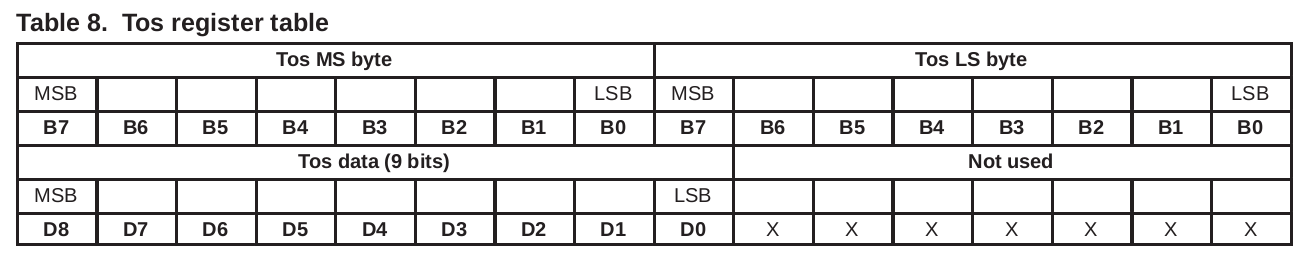 Table 8. Tos register table
Tos MS byte Tos LS byte
MSB LSB MSB LSB
B7 B6 B5 B4 B3 B2 B1 B0 B7 B6 B5 B4 B3 B2 B1 B0
Tos data (9 bits) Not used
MSB LSB
D8 D7 D6 D5 D4 D3 D2 D1 D0 X X X X X X X